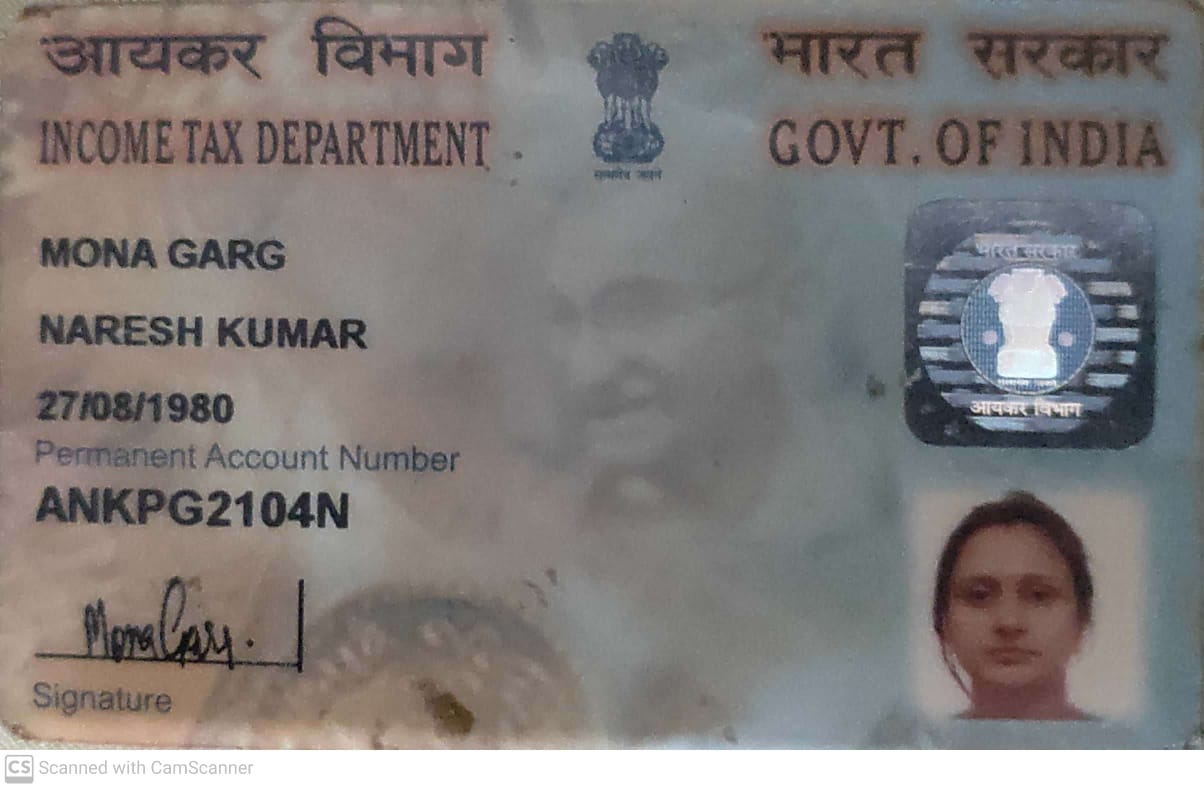 आयकर विभाग
INCOME TAX DEPARTMENT
सत्यमेव जयते
भारत सरकार
GOVT. OF INDIA
MONA GARG
NARESH KUMAR
27/08/1980
Permanent Account Number
ANKPG2104N
Mona Garg.
Signature
भारत सरकार
आयकर विभाग
CS Scanned with CamScanner